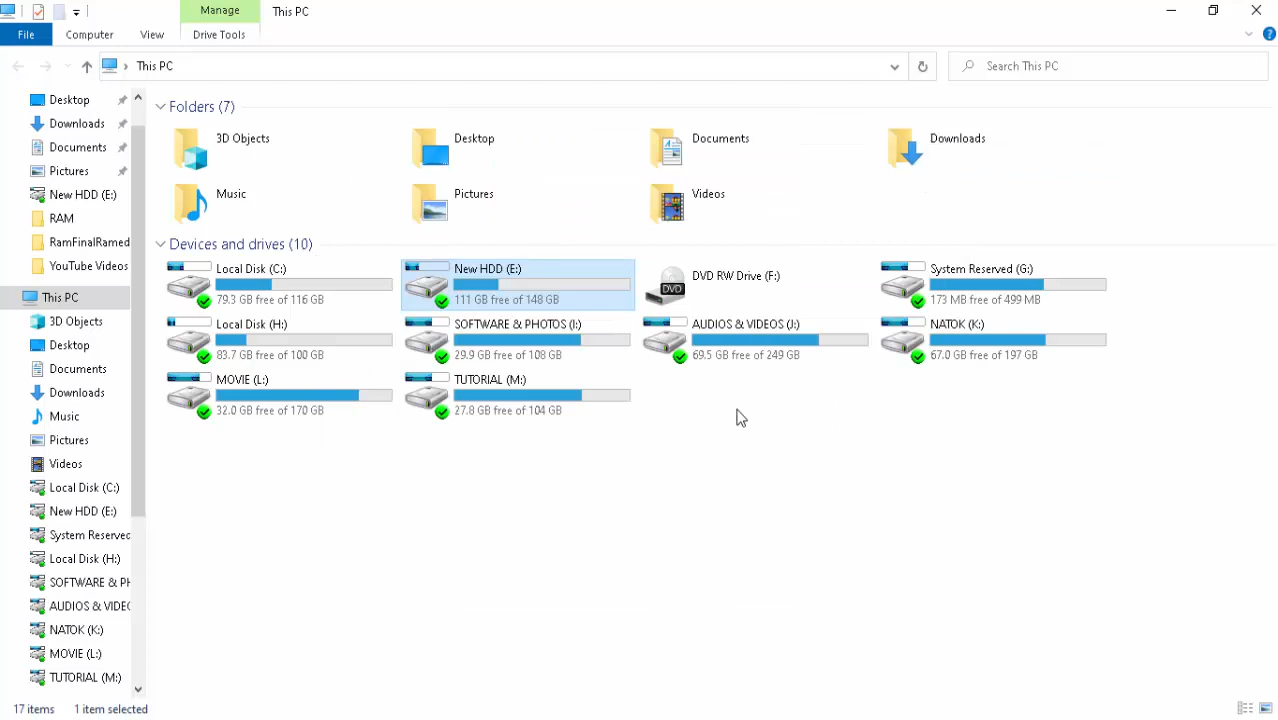 Manage
This PC
File
Computer
View
Drive Tools
This PC
Search This PC
Desktop
Downloads
Documents
Pictures
New HDD (E:)
RAM
RamFinalRamed
YouTube Videos
This PC
3D Objects
Desktop
Documents
Downloads
Music
Pictures
Videos
Local Disk (C:)
New HDD (E:)
System Reserved
Local Disk (H:)
SOFTWARE & PH
AUDIOS & VIDEO
NATOK (K:)
MOVIE (L:)
TUTORIAL (M:)
Folders (7)
3D Objects
Desktop
Documents
Downloads
Music
Pictures
Videos
Devices and drives (10)
Local Disk (C:)
79.3 GB free of 116 GB
New HDD (E:)
111 GB free of 148 GB
DVD RW Drive (F:)
DVD
System Reserved (G:)
173 MB free of 499 MB
Local Disk (H:)
83.7 GB free of 100 GB
SOFTWARE & PHOTOS (I:)
29.9 GB free of 108 GB
AUDIOS & VIDEOS (J:)
69.5 GB free of 249 GB
NATOK (K:)
67.0 GB free of 197 GB
MOVIE (L:)
32.0 GB free of 170 GB
TUTORIAL (M:)
27.8 GB free of 104 GB
17 items
1 item selected